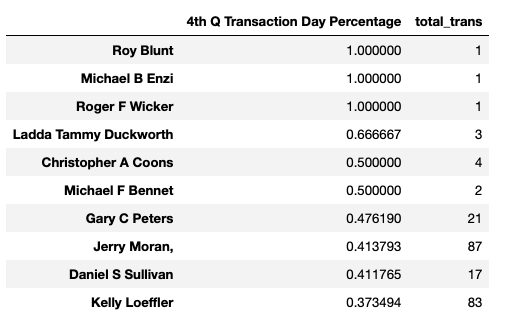 4th Q Transaction Day Percentage total_trans
Roy Blunt 1.000000 1
Michael B Enzi 1.000000 1
Roger F Wicker 1.000000 1
Ladda Tammy Duckworth 0.666667 3
Christopher A Coons 0.500000 4
Michael F Bennet 0.500000 2
Gary C Peters 0.476190 21
Jerry Moran, 0.413793 87
Daniel S Sullivan 0.411765 17
Kelly Loeffler 0.373494 83